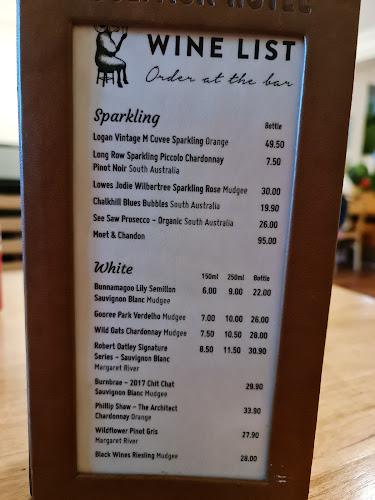 HOTEL
WINE LIST
Order at the bar
Sparkling Bottle
Logan Vintage M Cuvee Sparkling Orange 49.50
Long Row Sparkling Piccolo Chardonnay 7.50
Pinot Noir South Australia
Lowes Jodie Wilbertree Sparkling Rose Mudgee 30.00
Chalkhill Blues Bubbles South Australia 19.90
See Saw Prosecco – Organic South Australia 26.00
Moet & Chandon 95.00
White 150ml 250ml Bottle
Bunnamagoo Lily Semillon 6.00 9.00 22.00
Sauvignon Blanc Mudgee
Gooree Park Verdelho Mudgee 7.00 10.00 26.00
Wild Oats Chardonnay Mudgee 7.50 10.50 28.00
Robert Oatley Signature 8.50 11.50 30.90
Series – Sauvignon Blanc
Margaret River
Burnbrae – 2017 Chit Chat 29.90
Sauvignon Blanc Mudgee
Phillip Shaw – The Architect 33.90
Chardonnay Orange
Wildflower Pinot Gris 27.90
Margaret River
Black Wines Riesling Mudgee 28.00